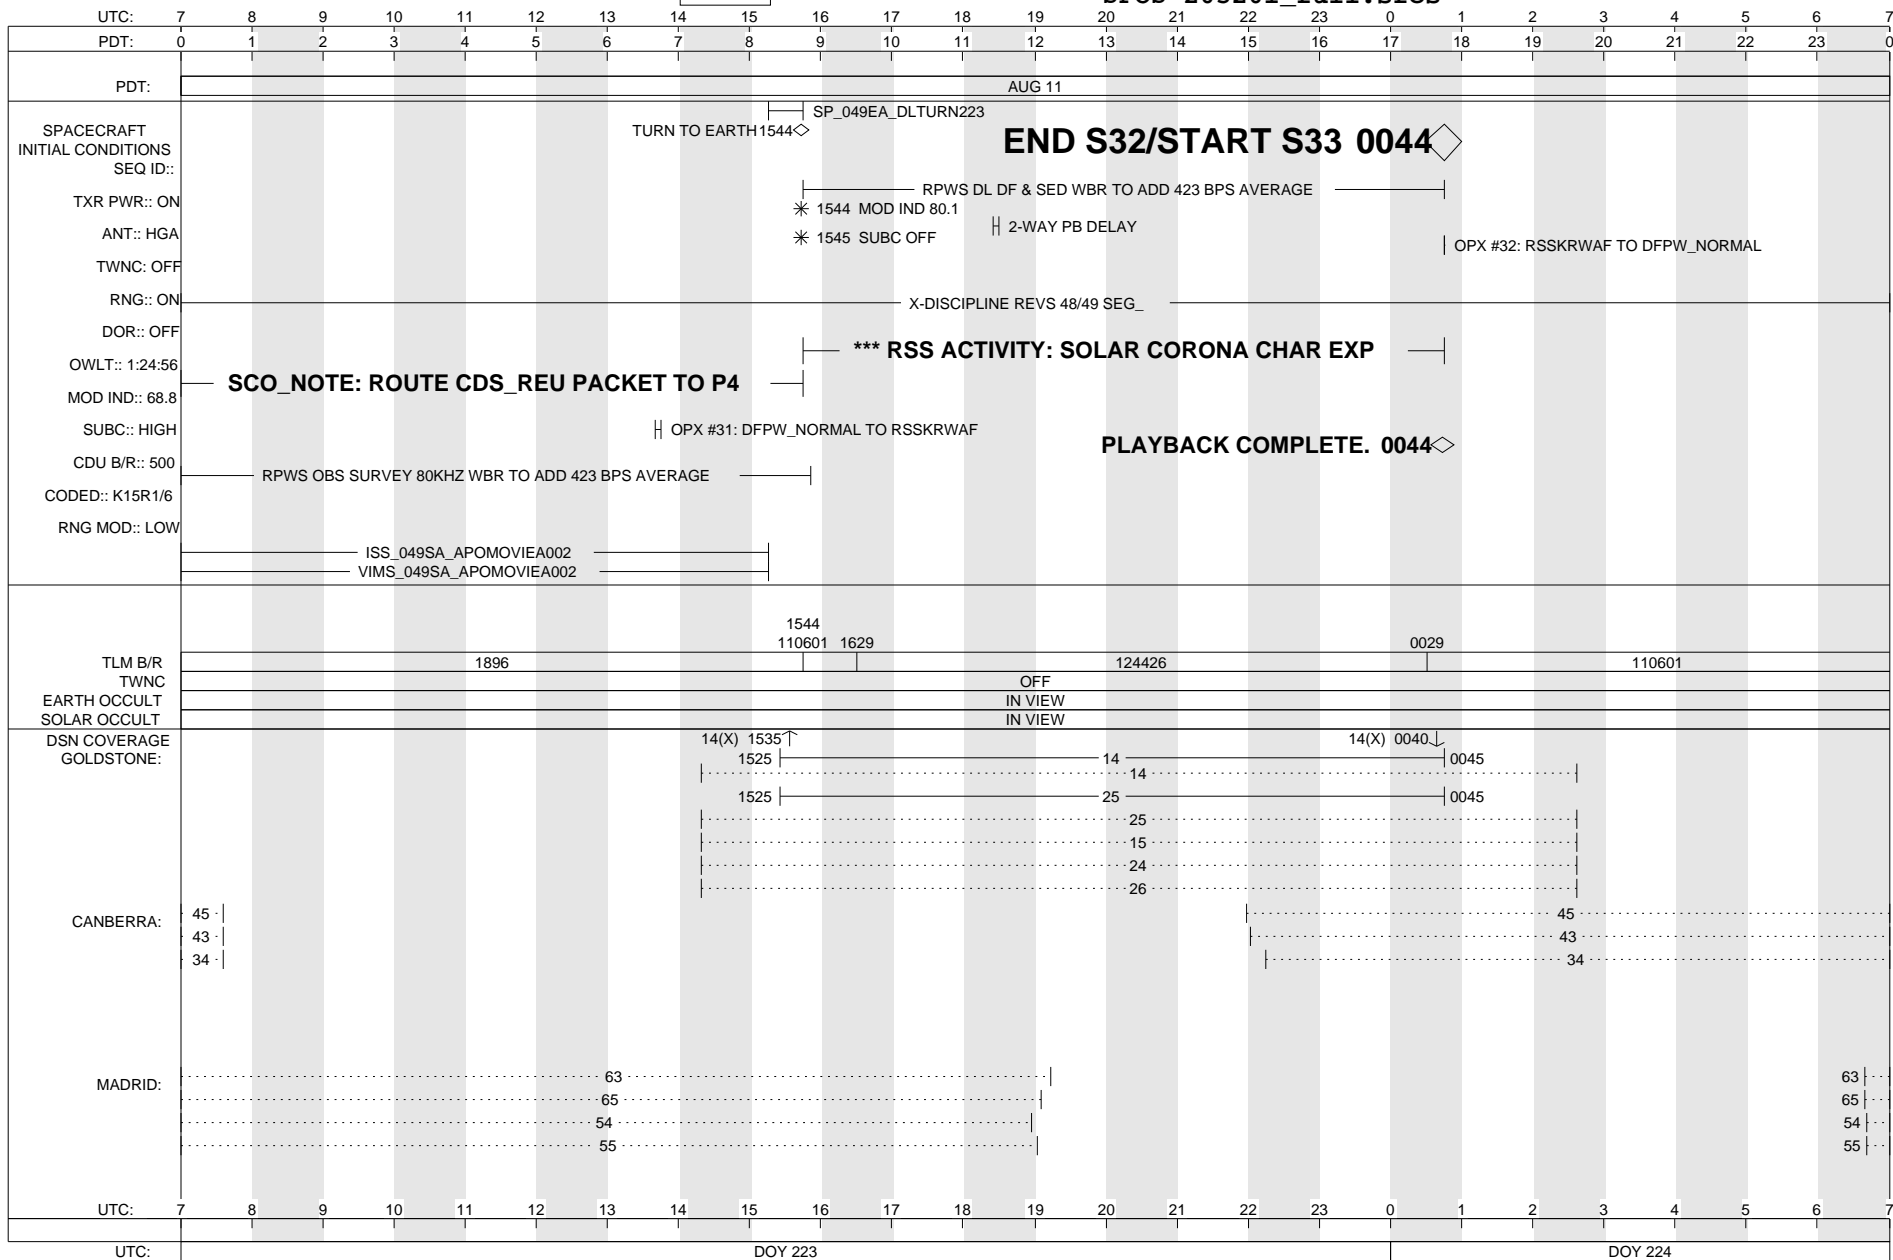 UTC: 7 8 9 10 11 12 13 14 15 16 17 18 19 20 21 22 23 0 1 2 3 4 5 6 7
PDT: 0 1 2 3 4 5 6 7 8 9 10 11 12 13 14 15 16 17 18 19 20 21 22 23 0
PDT: AUG 11
SP_049EA_DLTURN223
SPACECRAFT
INITIAL CONDITIONS
SEQ ID::
TURN TO EARTH 1544
END S32/START S33 0044
RPWS DL DF & SED WBR TO ADD 423 BPS AVERAGE
TXR PWR:: ON
1544 MOD IND 80.1
2-WAY PB DELAY
ANT:: HGA
1545 SUBC OFF
OPX #32: RSSKRWAF TO DFPW_NORMAL
TWNC: OFF
RNG:: ON
X-DISCIPLINE REVS 48/49 SEG_
DOR:: OFF
*** RSS ACTIVITY: SOLAR CORONA CHAR EXP
OWLT:: 1:24:56
SCO_NOTE: ROUTE CDS_REU PACKET TO P4
MOD IND:: 68.8
SUBC:: HIGH
OPX #31: DFPW_NORMAL TO RSSKRWAF
PLAYBACK COMPLETE. 0044
CDU B/R:: 500
RPWS OBS SURVEY 80KHZ WBR TO ADD 423 BPS AVERAGE
CODED:: K15R1/6
RNG MOD:: LOW
ISS_049SA_APOMOVIEA002
VIMS_049SA_APOMOVIEA002
1544
110601 1629 0029
TLM B/R 1896 124426 110601
TWNC OFF
EARTH OCCULT IN VIEW
SOLAR OCCULT IN VIEW
DSN COVERAGE 14(X) 1535 14(X) 0040
GOLDSTONE: 1525 14 0045
14
1525 25 0045
25
15
24
26
CANBERRA: 45 45
43 43
34 34
MADRID: 63 63
65 65
54 54
55 55
UTC: 7 8 9 10 11 12 13 14 15 16 17 18 19 20 21 22 23 0 1 2 3 4 5 6 7
UTC: DOY 223 DOY 224